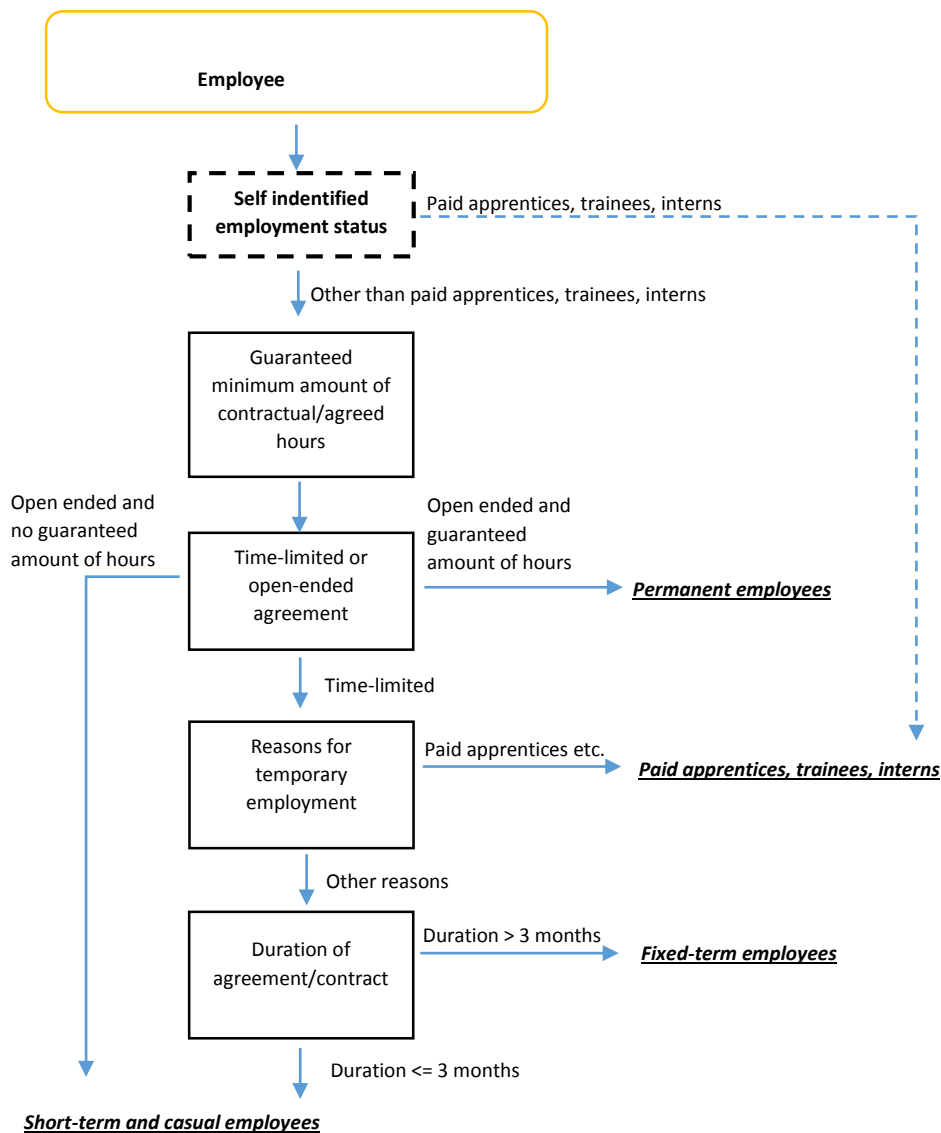 Employee
Self indentified
employment status
Paid apprentices, trainees, interns
Other than paid apprentices, trainees, interns
Guaranteed
minimum amount of
contractual/agreed
hours
Open ended and
no guaranteed
amount of hours
Open ended and
guaranteed
amount of hours
Time-limited or
open-ended
agreement
Permanent employees
Time-limited
Reasons for
temporary
employment
Paid apprentices etc.
Paid apprentices, trainees, interns
Other reasons
Duration of
agreement/contract
Duration > 3 months
Fixed-term employees
Duration <= 3 months
Short-term and casual employees